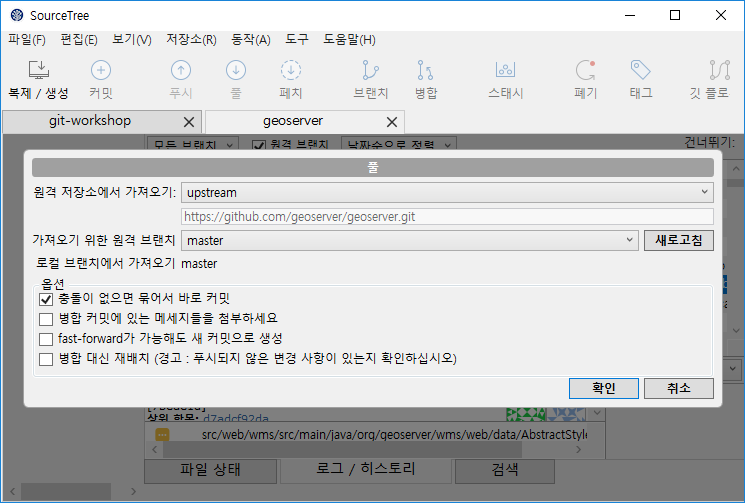 SourceTree
파일(F) 편집(E) 보기(V) 저장소(R) 동작(A) 도구 도움말(H)
복제 / 생성 커밋 푸시 풀 페치 브랜치 병합 스태시 폐기 태그 깃 플로
git-workshop geoserver
모든 브랜치 원격 브랜치 날짜순으로 정렬 건너뛰기:
풀
원격 저장소에서 가져오기: upstream
https://github.com/geoserver/geoserver.git
가져오기 위한 원격 브랜치 master 새로고침
로컬 브랜치에서 가져오기 master
옵션
충돌이 없으면 묶어서 바로 커밋
병합 커밋에 있는 메세지들을 첨부하세요
fast-forward가 가능해도 새 커밋으로 생성
병합 대신 재배치 (경고 : 푸시되지 않은 변경 사항이 있는지 확인하십시오)
확인 취소
상위 항목: d7adcf92da
src/web/wms/src/main/java/org/geoserver/wms/web/data/AbstractStyle
파일 상태 로그 / 히스토리 검색